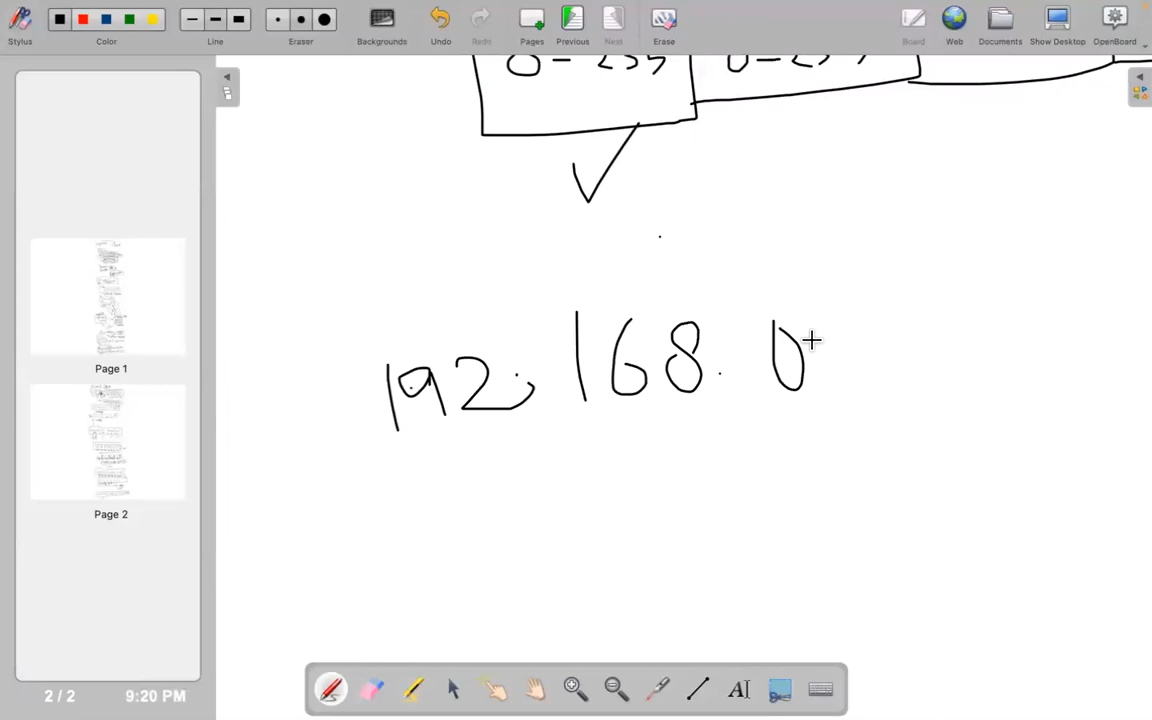 Stylus
Color
Line
Eraser
Backgrounds
Undo
Redo
Pages
Previous
Next
Erase
Board
Web
Documents
Show Desktop
OpenBoard
0-255 0-255
192. 168. 0
Page 1
Page 2
2 / 2 9:20 PM